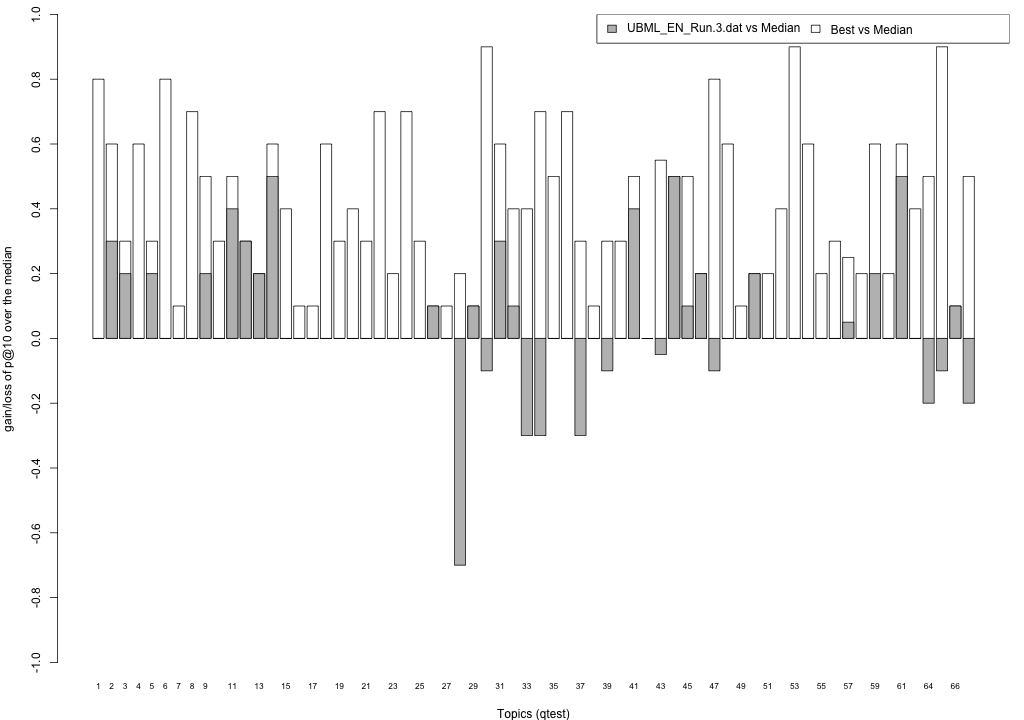 UBML_EN_Run.3.dat vs Median Best vs Median
gain/loss of p@10 over the median
1.0
0.8
0.6
0.4
0.2
0.0
-0.2
-0.4
-0.6
-0.8
-1.0
1 2 3 4 5 6 7 8 9 11 13 15 17 19 21 23 25 27 29 31 33 35 37 39 41 43 45 47 49 51 53 55 57 59 61 64 66
Topics (qtest)